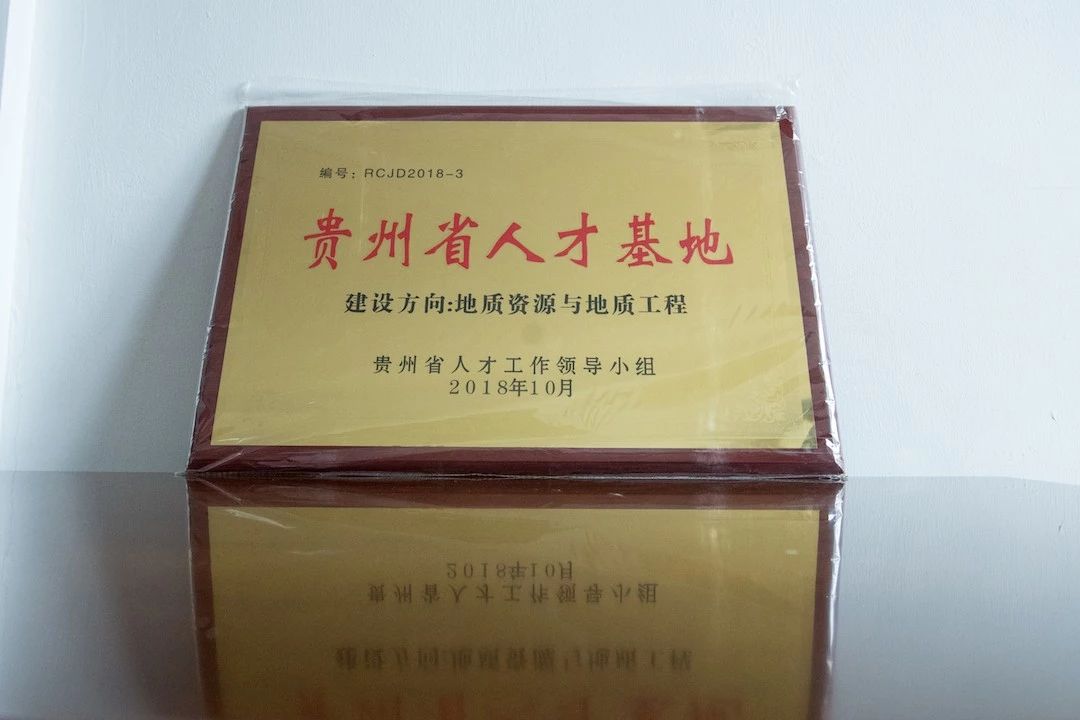 编号：RCJD2018-3
贵州省人才基地
建设方向:地质资源与地质工程
贵州省人才工作领导小组
2018年10月